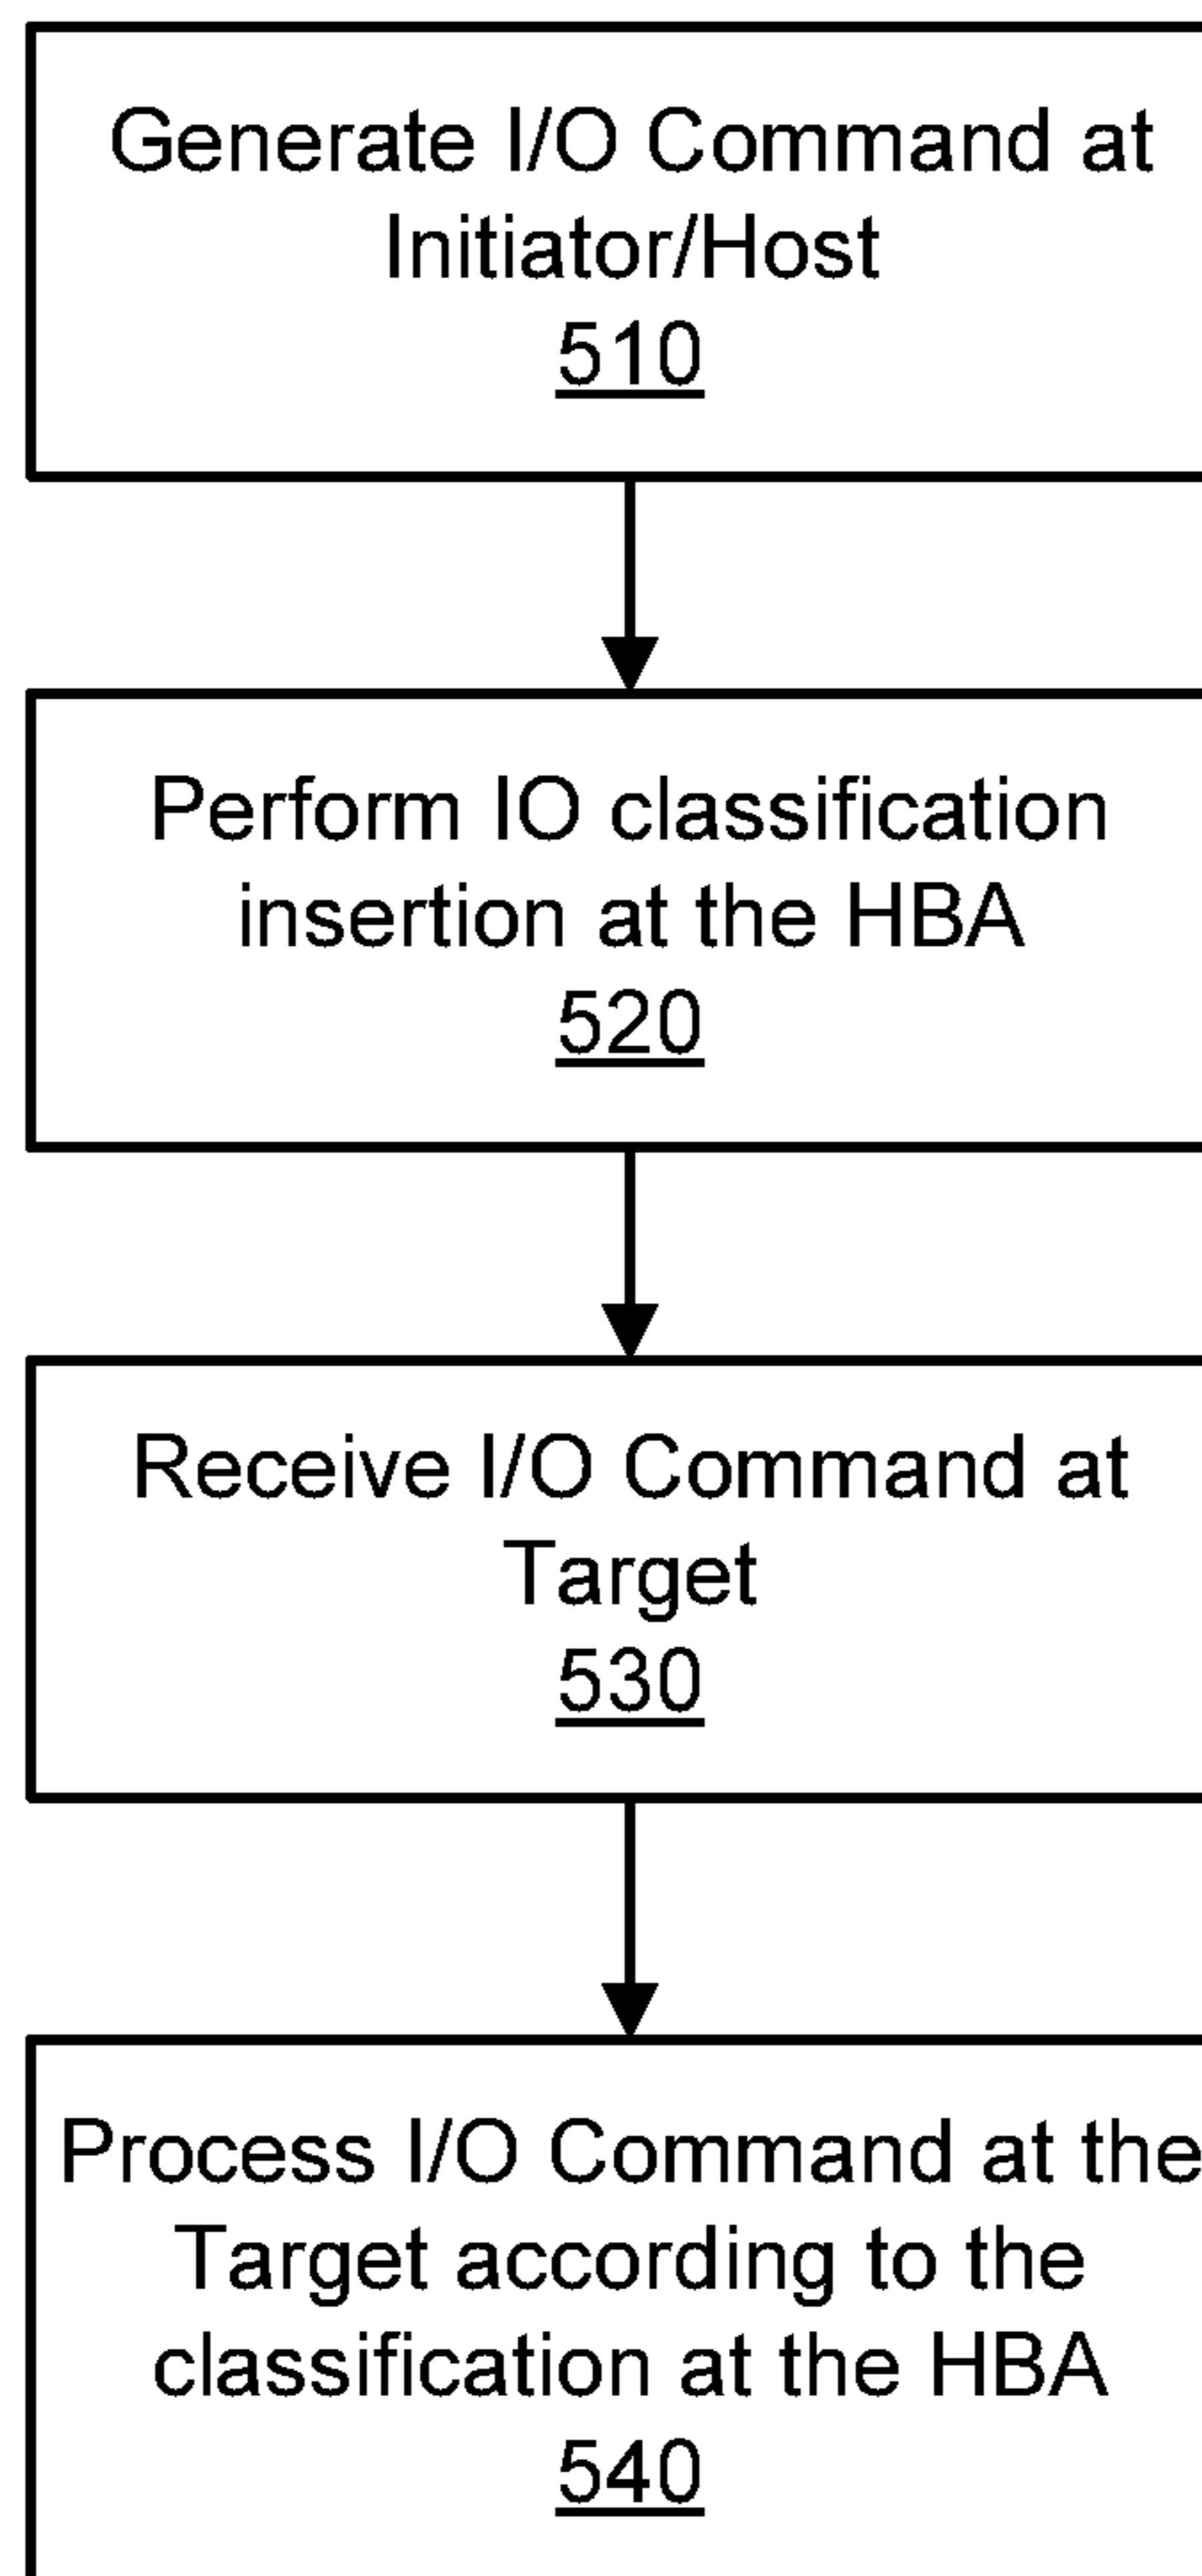 Generate I/O Command at
Initiator/Host
510
Perform IO classification
insertion at the HBA
520
Receive I/O Command at
Target
530
Process I/O Command at the
Target according to the
classification at the HBA
540